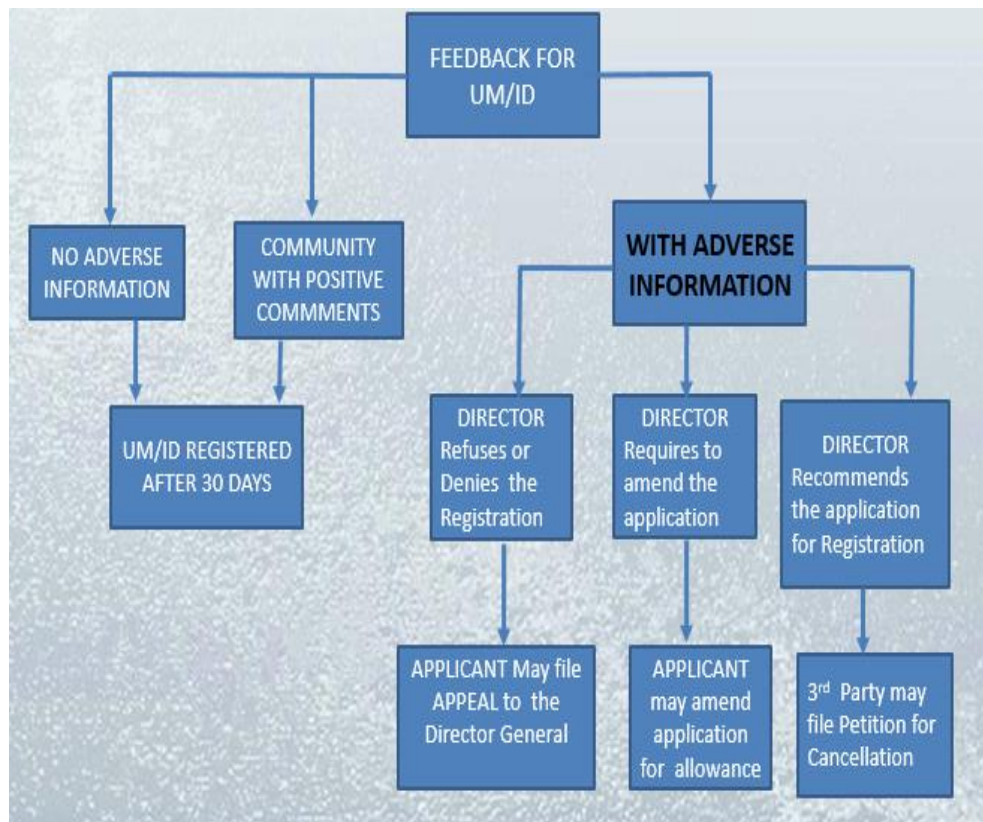 FEEDBACK FOR
UM/ID
NO ADVERSE
INFORMATION
COMMUNITY
WITH POSITIVE
COMMMENTS
WITH ADVERSE
INFORMATION
UM/ID REGISTERED
AFTER 30 DAYS
DIRECTOR
Refuses or
Denies the
Registration
DIRECTOR
Requires to
amend the
application
DIRECTOR
Recommends
the application
for Registration
APPLICANT May file
APPEAL to the
Director General
APPLICANT
may amend
application
for allowance
3rd Party may
file Petition for
Cancellation